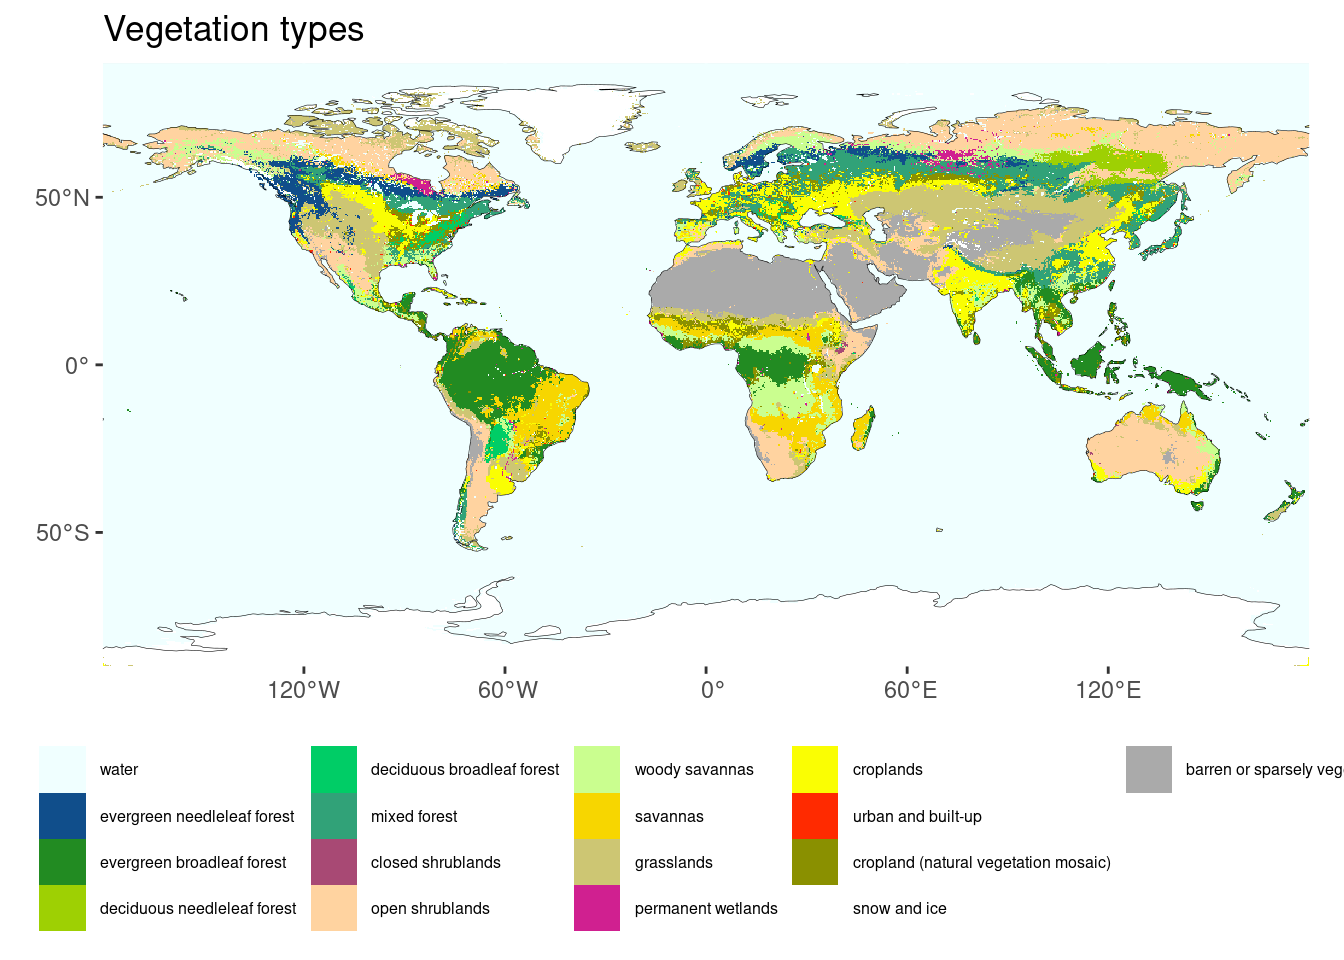 Vegetation types
50°N
0°
50°S
120°W 60°W 0° 60°E 120°E
water deciduous broadleaf forest woody savannas croplands barren or sparsely veg
evergreen needleleaf forest mixed forest savannas urban and built-up
evergreen broadleaf forest closed shrublands grasslands cropland (natural vegetation mosaic)
deciduous needleleaf forest open shrublands permanent wetlands snow and ice